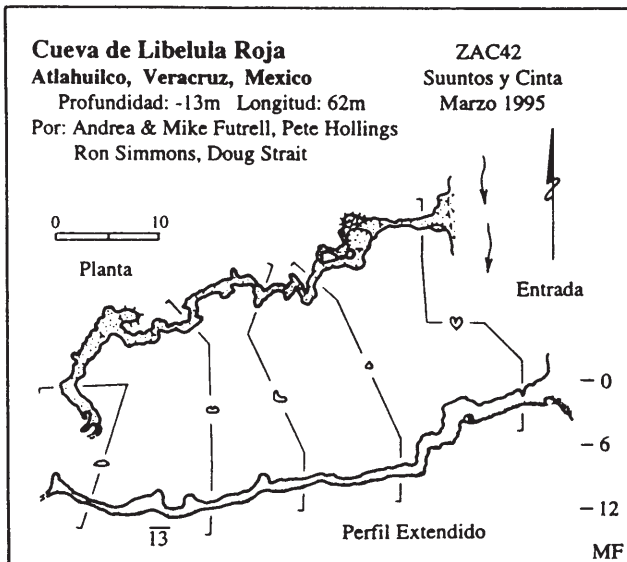 Cueva de Libelula Roja
Atlahuilco, Veracruz, Mexico
Profundidad: -13m Longitud: 62m
Por: Andrea & Mike Futrell, Pete Hollings
Ron Simmons, Doug Strait
ZAC42
Suuntos y Cinta
Marzo 1995
0 10
Planta
Entrada
– 0
– 6
– 12
13
Perfil Extendido
MF